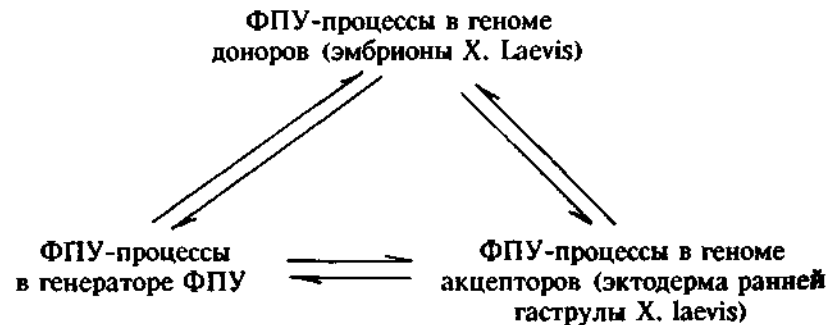 ФПУ-процессы в геноме
доноров (эмбрионы X. Laevis)
ФПУ-процессы
в генераторе ФПУ
ФПУ-процессы в геноме
акцепторов (эктодерма ранней
гаструлы X. laevis)